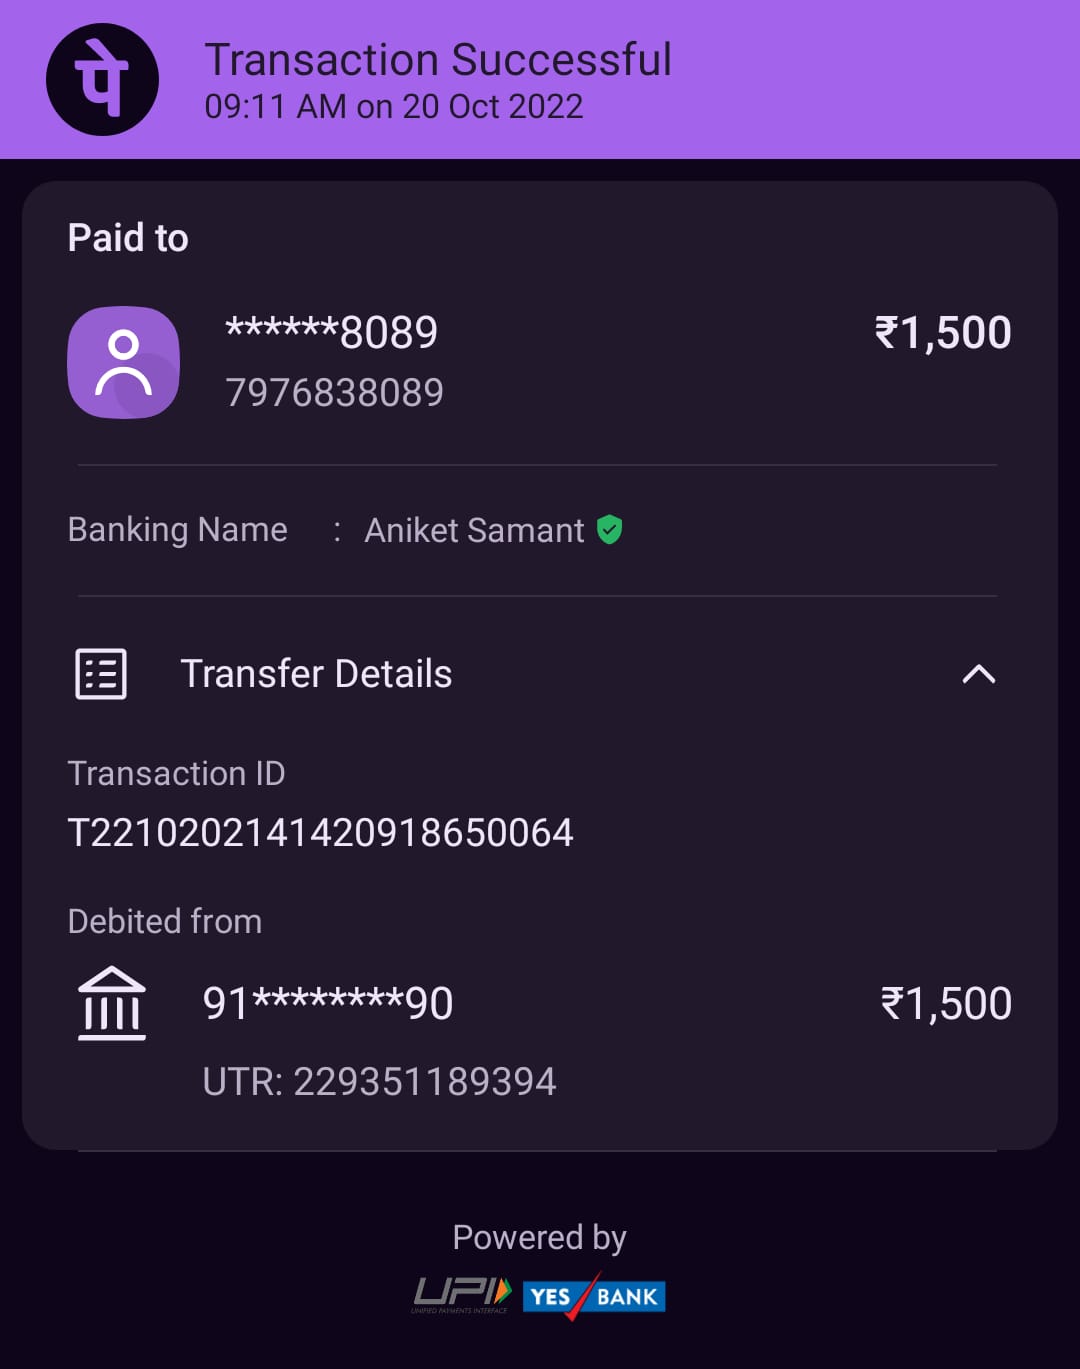 पे
Transaction Successful
09:11 AM on 20 Oct 2022
Paid to
******8089
₹1,500
7976838089
Banking Name : Aniket Samant
Transfer Details
Transaction ID
T2210202141420918650064
Debited from
91********90
₹1,500
UTR: 229351189394
Powered by
UPI
UNIFIED PAYMENTS INTERFACE
YES BANK